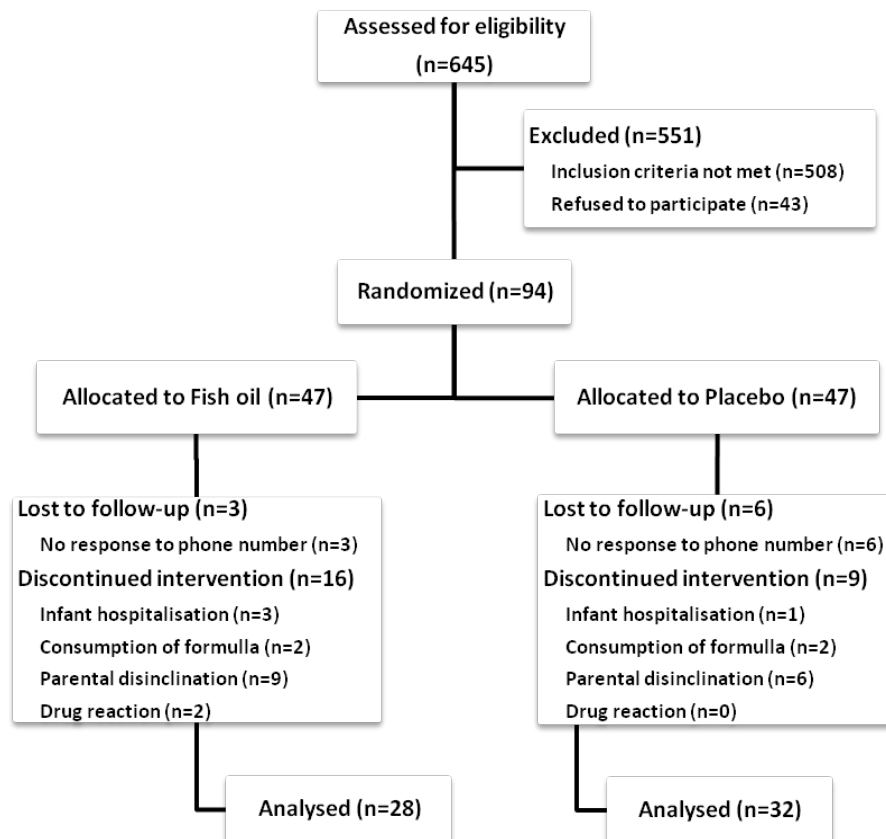 Assessed for eligibility
(n=645)
Excluded (n=551)
Inclusion criteria not met (n=508)
Refused to participate (n=43)
Randomized (n=94)
Allocated to Fish oil (n=47)
Allocated to Placebo (n=47)
Lost to follow-up (n=3)
No response to phone number (n=3)
Discontinued intervention (n=16)
Infant hospitalisation (n=3)
Consumption of formulla (n=2)
Parental disinclination (n=9)
Drug reaction (n=2)
Lost to follow-up (n=6)
No response to phone number (n=6)
Discontinued intervention (n=9)
Infant hospitalisation (n=1)
Consumption of formulla (n=2)
Parental disinclination (n=6)
Drug reaction (n=0)
Analysed (n=28)
Analysed (n=32)